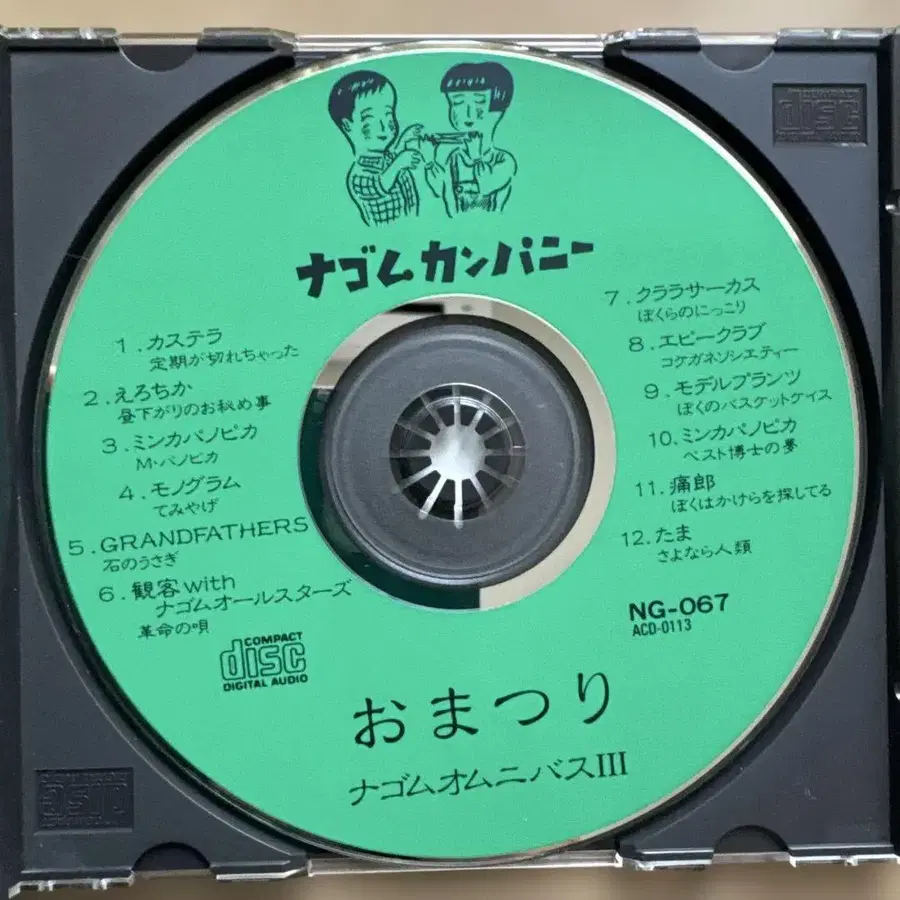 ナゴムカンパニー
1．カステラ
定期が切れちゃった
2．えろちか
昼下がりのお秘め事
3．ミンカパノピカ
M・パノピカ
4．モノグラム
てみやげ
5．GRANDFATHERS
石のうさぎ
6．観客with
ナゴムオールスターズ
革命の唄
7．クララサーカス
ぼくらのにっこり
8．エピークラブ
コケガネソシエティー
9．モデルプランツ
ぼくのバスケットケイス
10．ミンカパノピカ
ペスト博士の夢
11．痛郎
ぼくはかけらを探してる
12．たま
さよなら人類
NG-067
ACD-0113
COMPACT
disc
DIGITAL AUDIO
おまつり
ナゴムオムニバスIII
COMPACT
disc